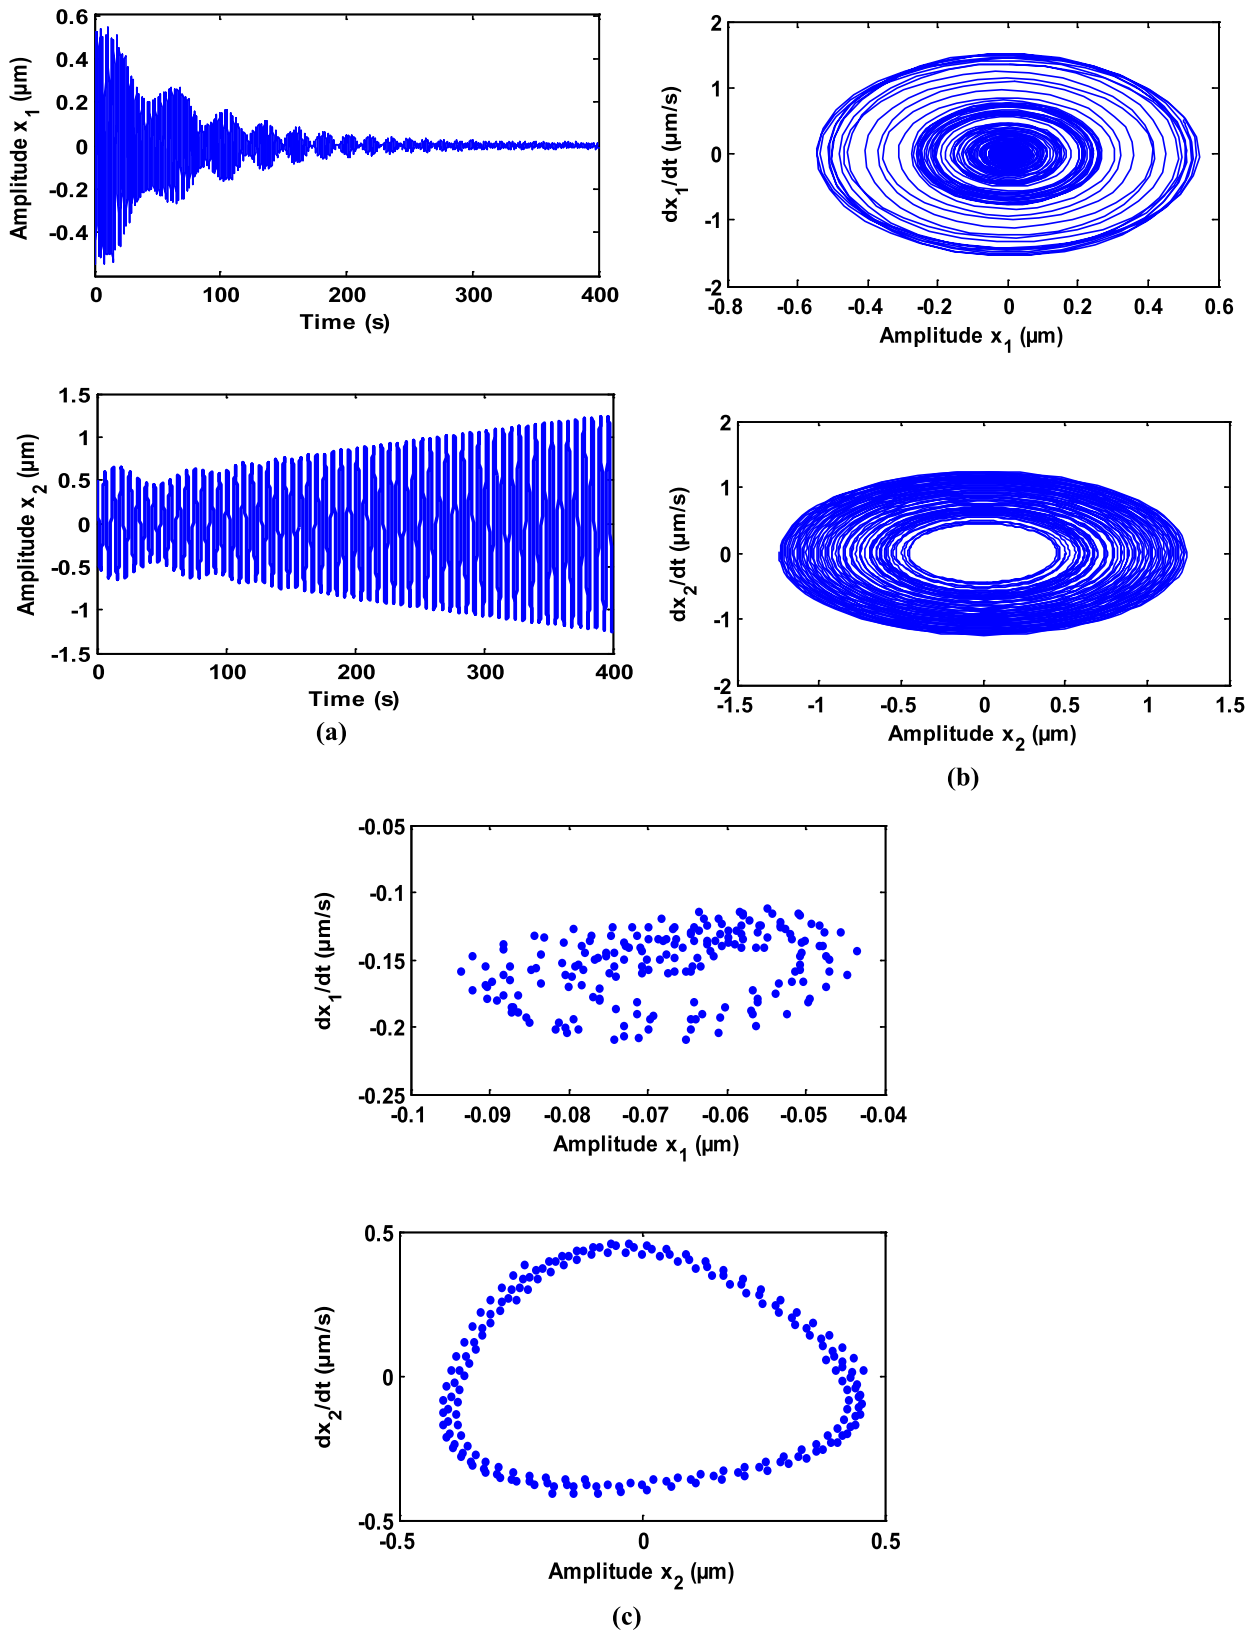 0.6
0.4
0.2
0
-0.2
-0.4
Amplitude x1 (µm)
0 100 200 300 400
Time (s)
2
1
0
-1
-2
dx1/dt (µm/s)
-0.8 -0.6 -0.4 -0.2 0 0.2 0.4 0.6
Amplitude x1 (µm)
1.5
1
0.5
0
-0.5
-1
-1.5
Amplitude x2 (µm)
0 100 200 300 400
Time (s)
(a)
2
1
0
-1
-2
dx2/dt (µm/s)
-1.5 -1 -0.5 0 0.5 1 1.5
Amplitude x2 (µm)
(b)
-0.05
-0.1
-0.15
-0.2
-0.25
dx1/dt (µm/s)
-0.1 -0.09 -0.08 -0.07 -0.06 -0.05 -0.04
Amplitude x1 (µm)
0.5
0
-0.5
dx2/dt (µm/s)
-0.5 0 0.5
Amplitude x2 (µm)
(c)